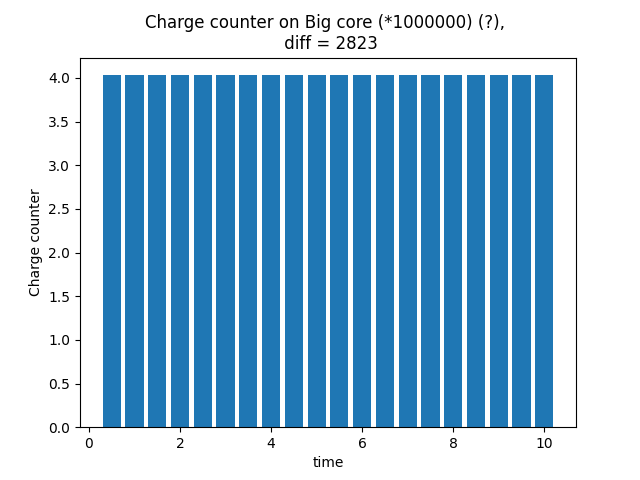 Charge counter on Big core (*1000000) (?),
diff = 2823
4.0
3.5
3.0
2.5
2.0
1.5
1.0
0.5
0.0
Charge counter
0 2 4 6 8 10
time